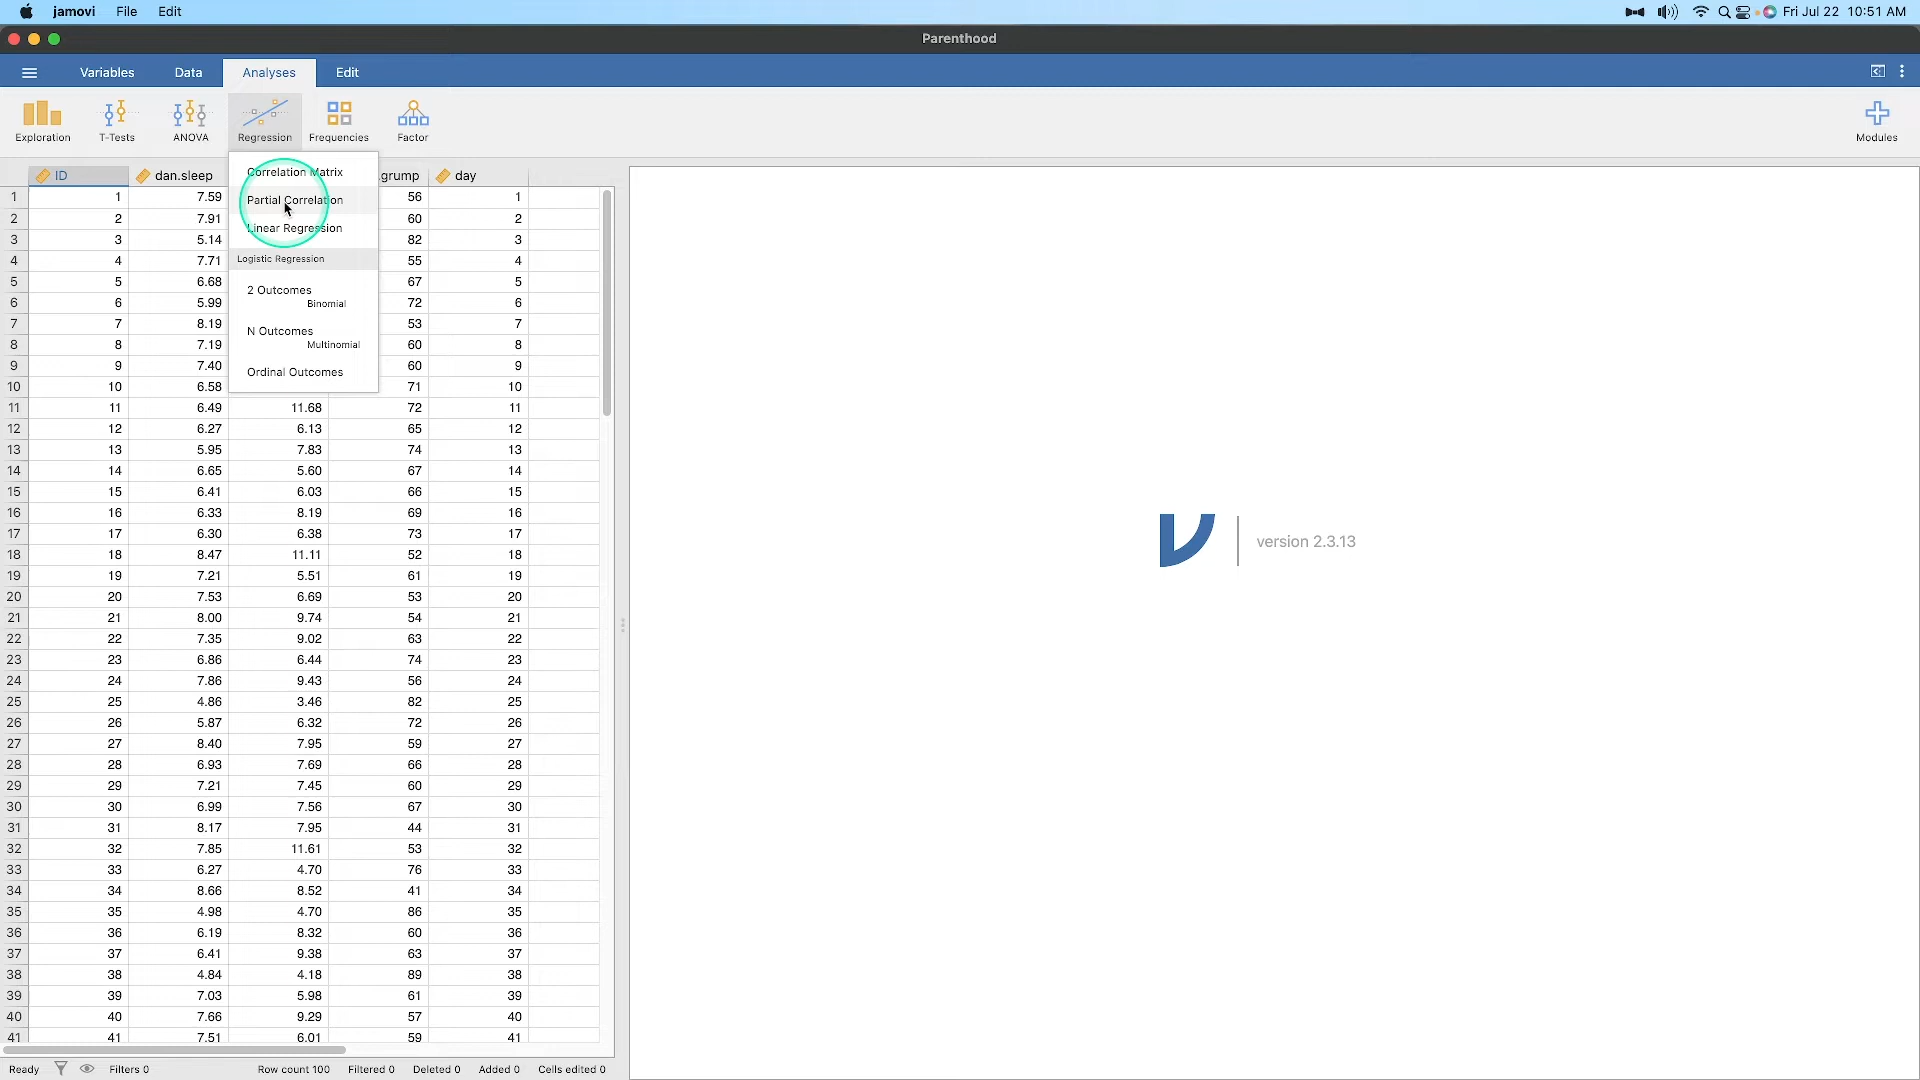 jamovi File Edit Fri Jul 22 10:51 AM
Parenthood
Variables Data Analyses Edit
Exploration T-Tests ANOVA Regression Frequencies Factor Modules
Correlation Matrix
Partial Correlation
Linear Regression
Logistic Regression
2 Outcomes
Binomial
N Outcomes
Multinomial
Ordinal Outcomes
ID dan.sleep .grump day
1 1 7.59 56 1
2 2 7.91 60 2
3 3 5.14 82 3
4 4 7.71 55 4
5 5 6.68 67 5
6 6 5.99 72 6
7 7 8.19 53 7
8 8 7.19 60 8
9 9 7.40 60 9
10 10 6.58 71 10
11 11 6.49 11.68 72 11
12 12 6.27 6.13 65 12
13 13 5.95 7.83 74 13
14 14 6.65 5.60 67 14
15 15 6.41 6.03 66 15
16 16 6.33 8.19 69 16
17 17 6.30 6.38 73 17
18 18 8.47 11.11 52 18
19 19 7.21 5.51 61 19
20 20 7.53 6.69 53 20
21 21 8.00 9.74 54 21
22 22 7.35 9.02 63 22
23 23 6.86 6.44 74 23
24 24 7.86 9.43 56 24
25 25 4.86 3.46 82 25
26 26 5.87 6.32 72 26
27 27 8.40 7.95 59 27
28 28 6.93 7.69 66 28
29 29 7.21 7.45 60 29
30 30 6.99 7.56 67 30
31 31 8.17 7.95 44 31
32 32 7.85 11.61 53 32
33 33 6.27 4.70 76 33
34 34 8.66 8.52 41 34
35 35 4.98 4.70 86 35
36 36 6.19 8.32 60 36
37 37 6.41 9.38 63 37
38 38 4.84 4.18 89 38
39 39 7.03 5.98 61 39
40 40 7.66 9.29 57 40
41 41 7.51 6.01 59 41
version 2.3.13
Ready Filters 0 Row count 100 Filtered 0 Deleted 0 Added 0 Cells edited 0